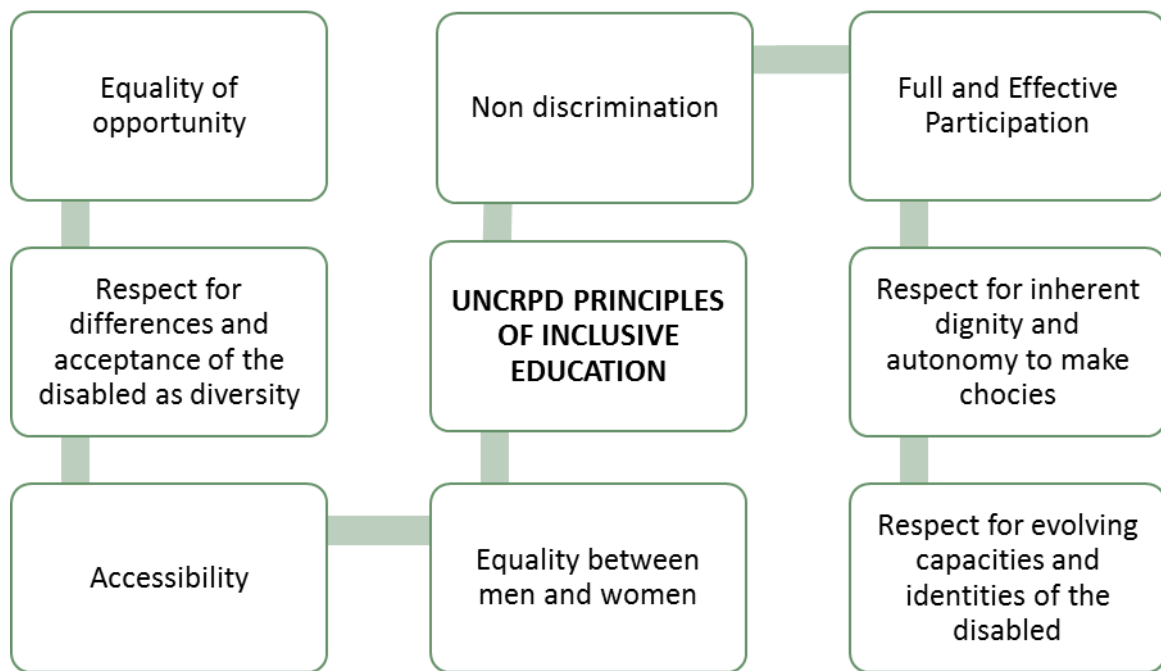 Equality of
opportunity
Respect for
differences and
acceptance of the
disabled as diversity
Accessibility
Equality between
men and women
UNCRPD PRINCIPLES
OF INCLUSIVE
EDUCATION
Non discrimination
Full and Effective
Participation
Respect for inherent
dignity and
autonomy to make
chocies
Respect for evolving
capacities and
identities of the
disabled